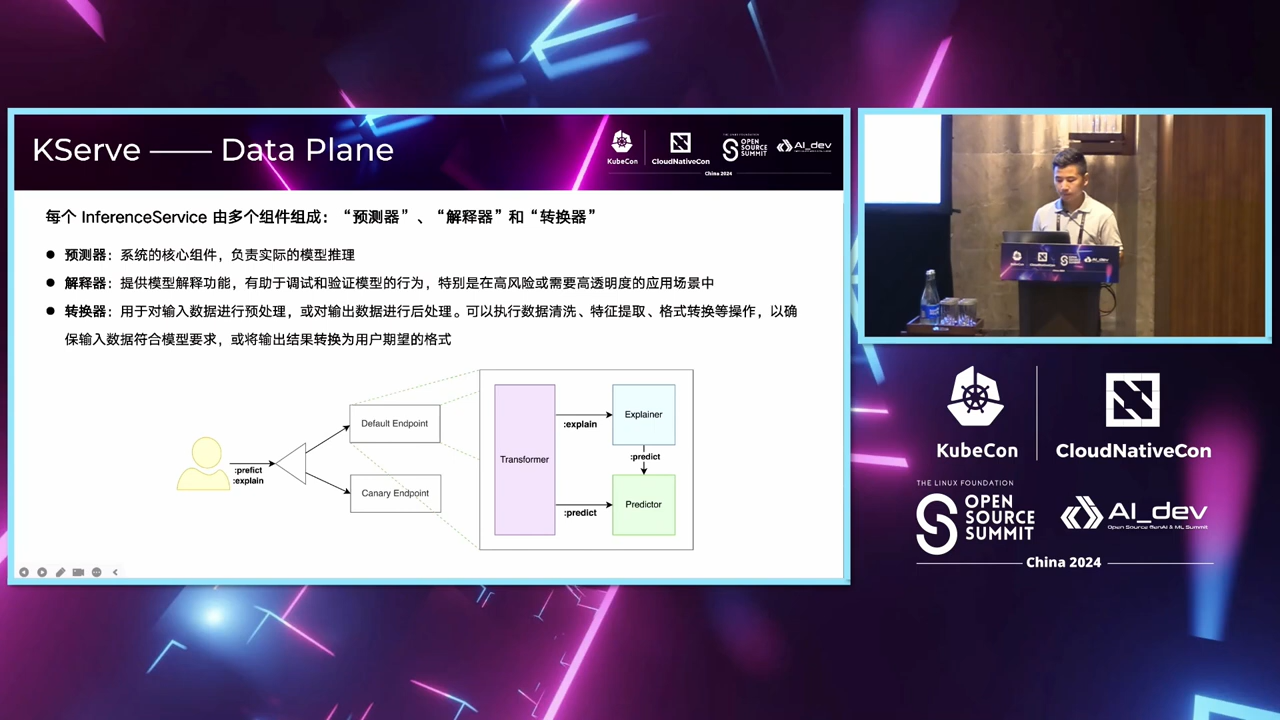 KServe —— Data Plane
KubeCon
CloudNativeCon
THE LINUX FOUNDATION
OPEN
SOURCE
SUMMIT
AI_dev
China 2024
每个 InferenceService 由多个组件组成：“预测器”、“解释器”和“转换器”
● 预测器：系统的核心组件，负责实际的模型推理
● 解释器：提供模型解释功能，有助于调试和验证模型的行为，特别是在高风险或需要高透明度的应用场景中
● 转换器：用于对输入数据进行预处理，或对输出数据进行后处理。可以执行数据清洗、特征提取、格式转换等操作，以确
保输入数据符合模型要求，或将输出结果转换为用户期望的格式
:prefict
:explain
Default Endpoint
Canary Endpoint
Transformer
:explain
:predict
Explainer
:predict
Predictor
KubeCon
CloudNativeCon
THE LINUX FOUNDATION
OPEN
SOURCE
SUMMIT
AI_dev
Open Source GenAI & ML Summit
China 2024